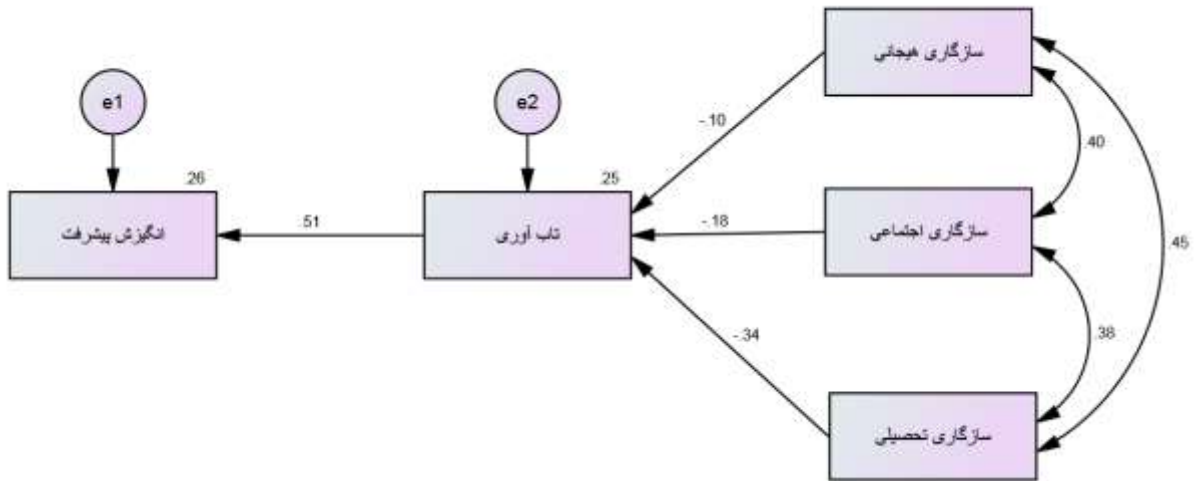 سازگاری هیجانی
e1
e2
-.10
.40
.26
.25
انگیزش پیشرفت
.51
تاب آوری
-.18
سازگاری اجتماعی
.45
-.34
.38
سازگاری تحصیلی